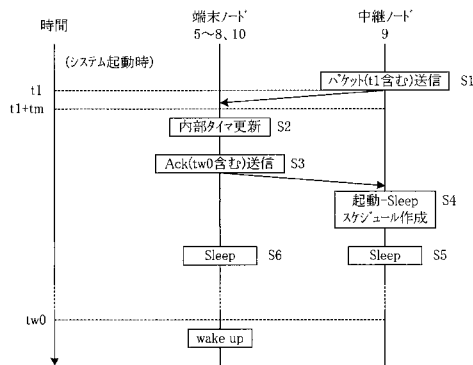 時間
端末ノード
5～8、10
中継ノード
9
(システム起動時)
パケット(t1含む)送信 S1
t1
t1+tm
内部タイマ更新 S2
Ack(tw0含む)送信 S3
起動-Sleep
スケジュール作成
S4
Sleep S6
Sleep S5
tw0
wake up